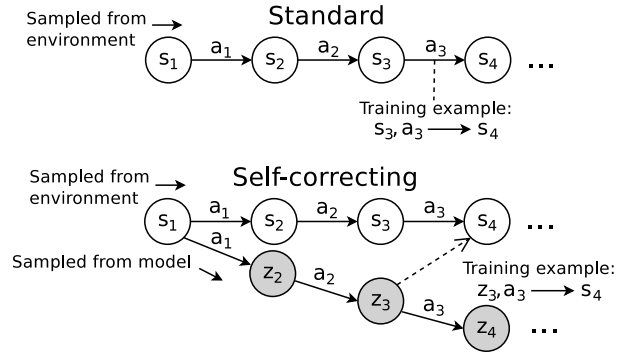 Standard
Sampled from
environment
s₁ a₁ s₂ a₂ s₃ a₃ s₄ ...
Training example:
s₃, a₃ → s₄
Self-correcting
Sampled from
environment
s₁ a₁ s₂ a₂ s₃ a₃ s₄ ...
a₁
Sampled from model
z₂ a₂ z₃ a₃ z₄ ...
Training example:
z₃, a₃ → s₄